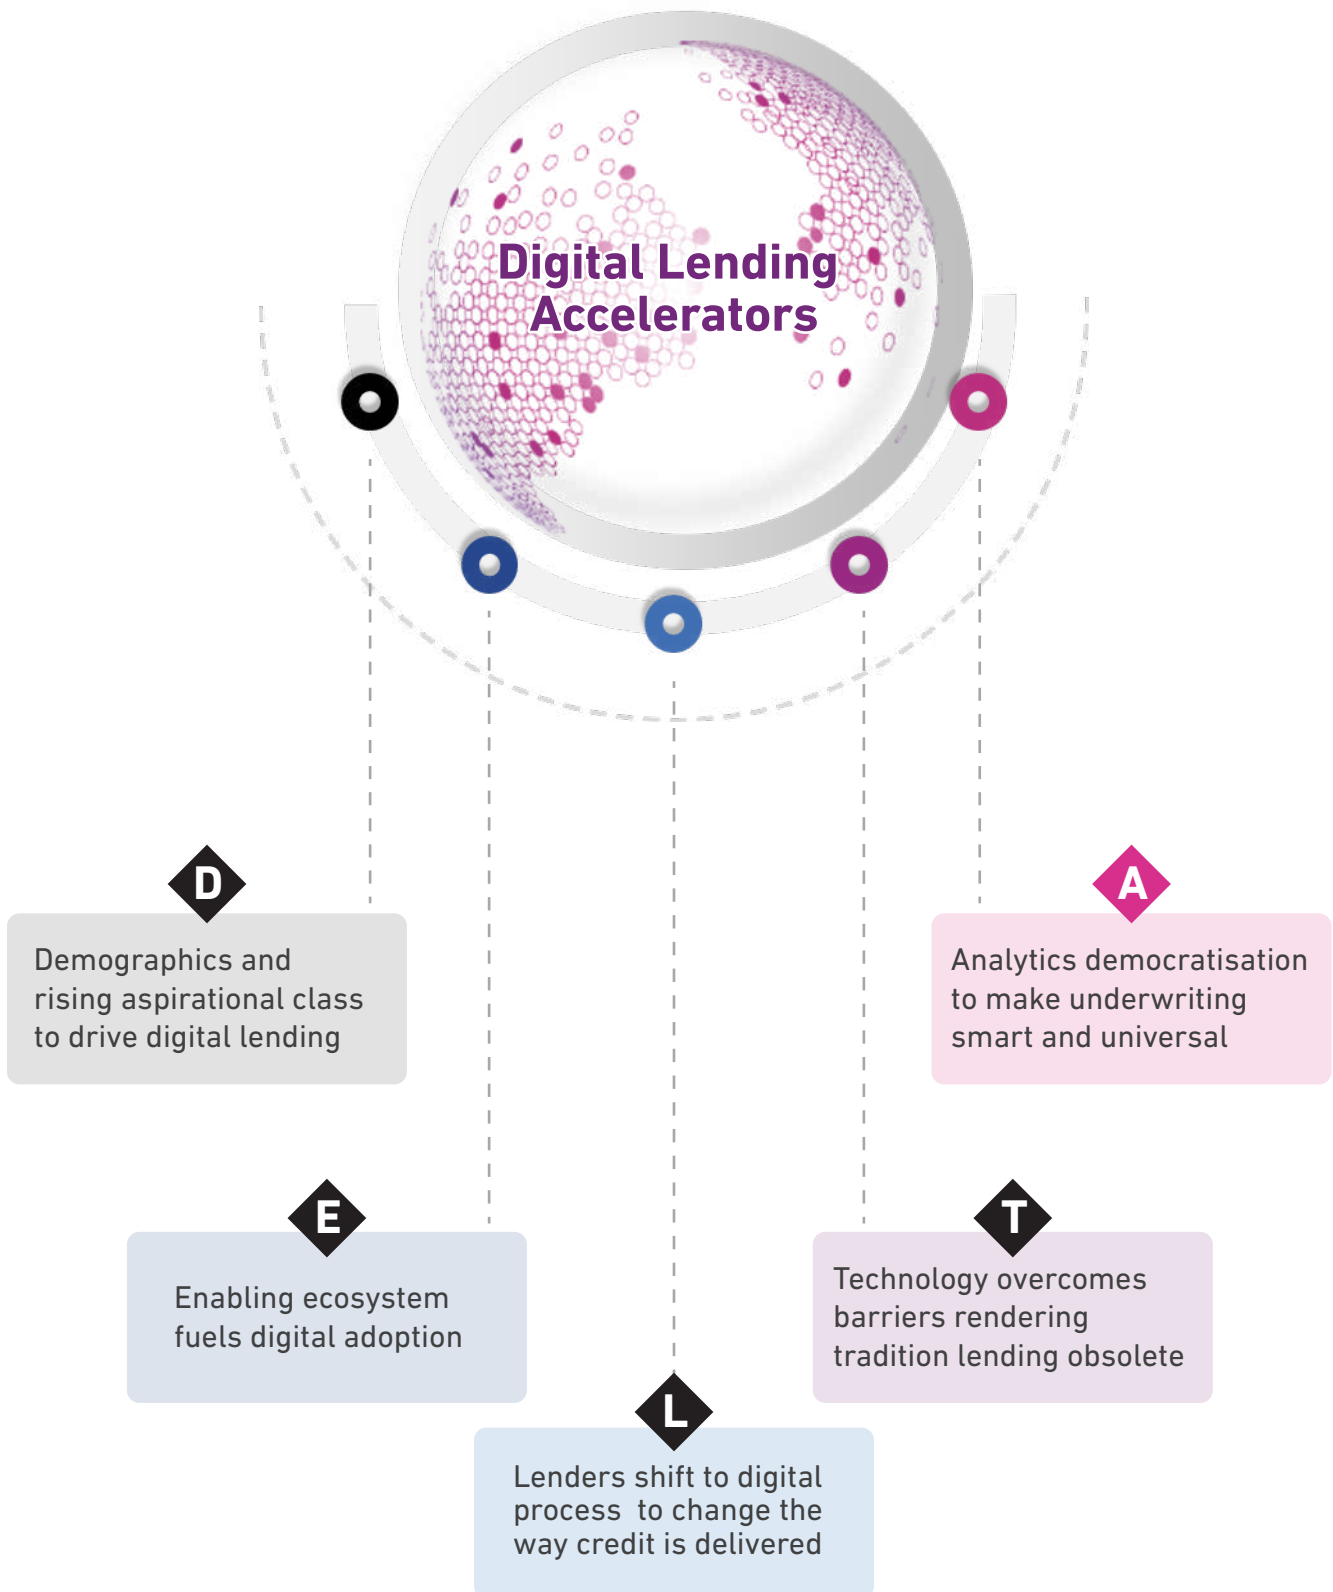 Digital Lending
Accelerators
D
Demographics and
rising aspirational class
to drive digital lending
E
Enabling ecosystem
fuels digital adoption
L
Lenders shift to digital
process  to change the
way credit is delivered
T
Technology overcomes
barriers rendering
tradition lending obsolete
A
Analytics democratisation
to make underwriting
smart and universal